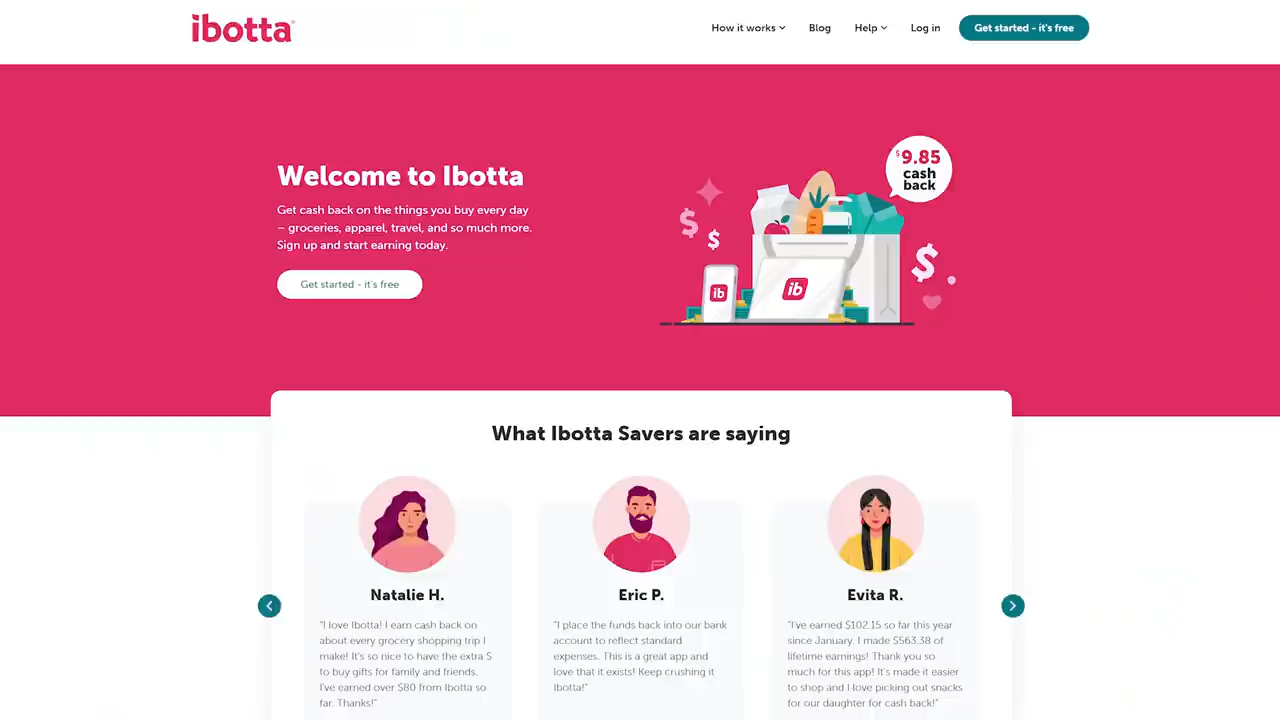 ibotta
How it works
Blog
Help
Log in
Get started - it's free
Welcome to Ibotta
Get cash back on the things you buy every day
– groceries, apparel, travel, and so much more.
Sign up and start earning today.
Get started - it's free
$9.85
cash
back
$
$
$
ib
ib
What Ibotta Savers are saying
Natalie H.
"I love Ibotta! I earn cash back on
about every grocery shopping trip I
make! It's so nice to have the extra $
to buy gifts for family and friends.
I've earned over $80 from Ibotta so
far. Thanks!"
Eric P.
"I place the funds back into our bank
account to reflect standard
expenses. This is a great app and
love that it exists! Keep crushing it
Ibotta!"
Evita R.
"I've earned $102.15 so far this year
since January. I made $563.38 of
lifetime earnings! Thank you so
much for this app! It's made it easier
to shop and I love picking out snacks
for our daughter for cash back!"